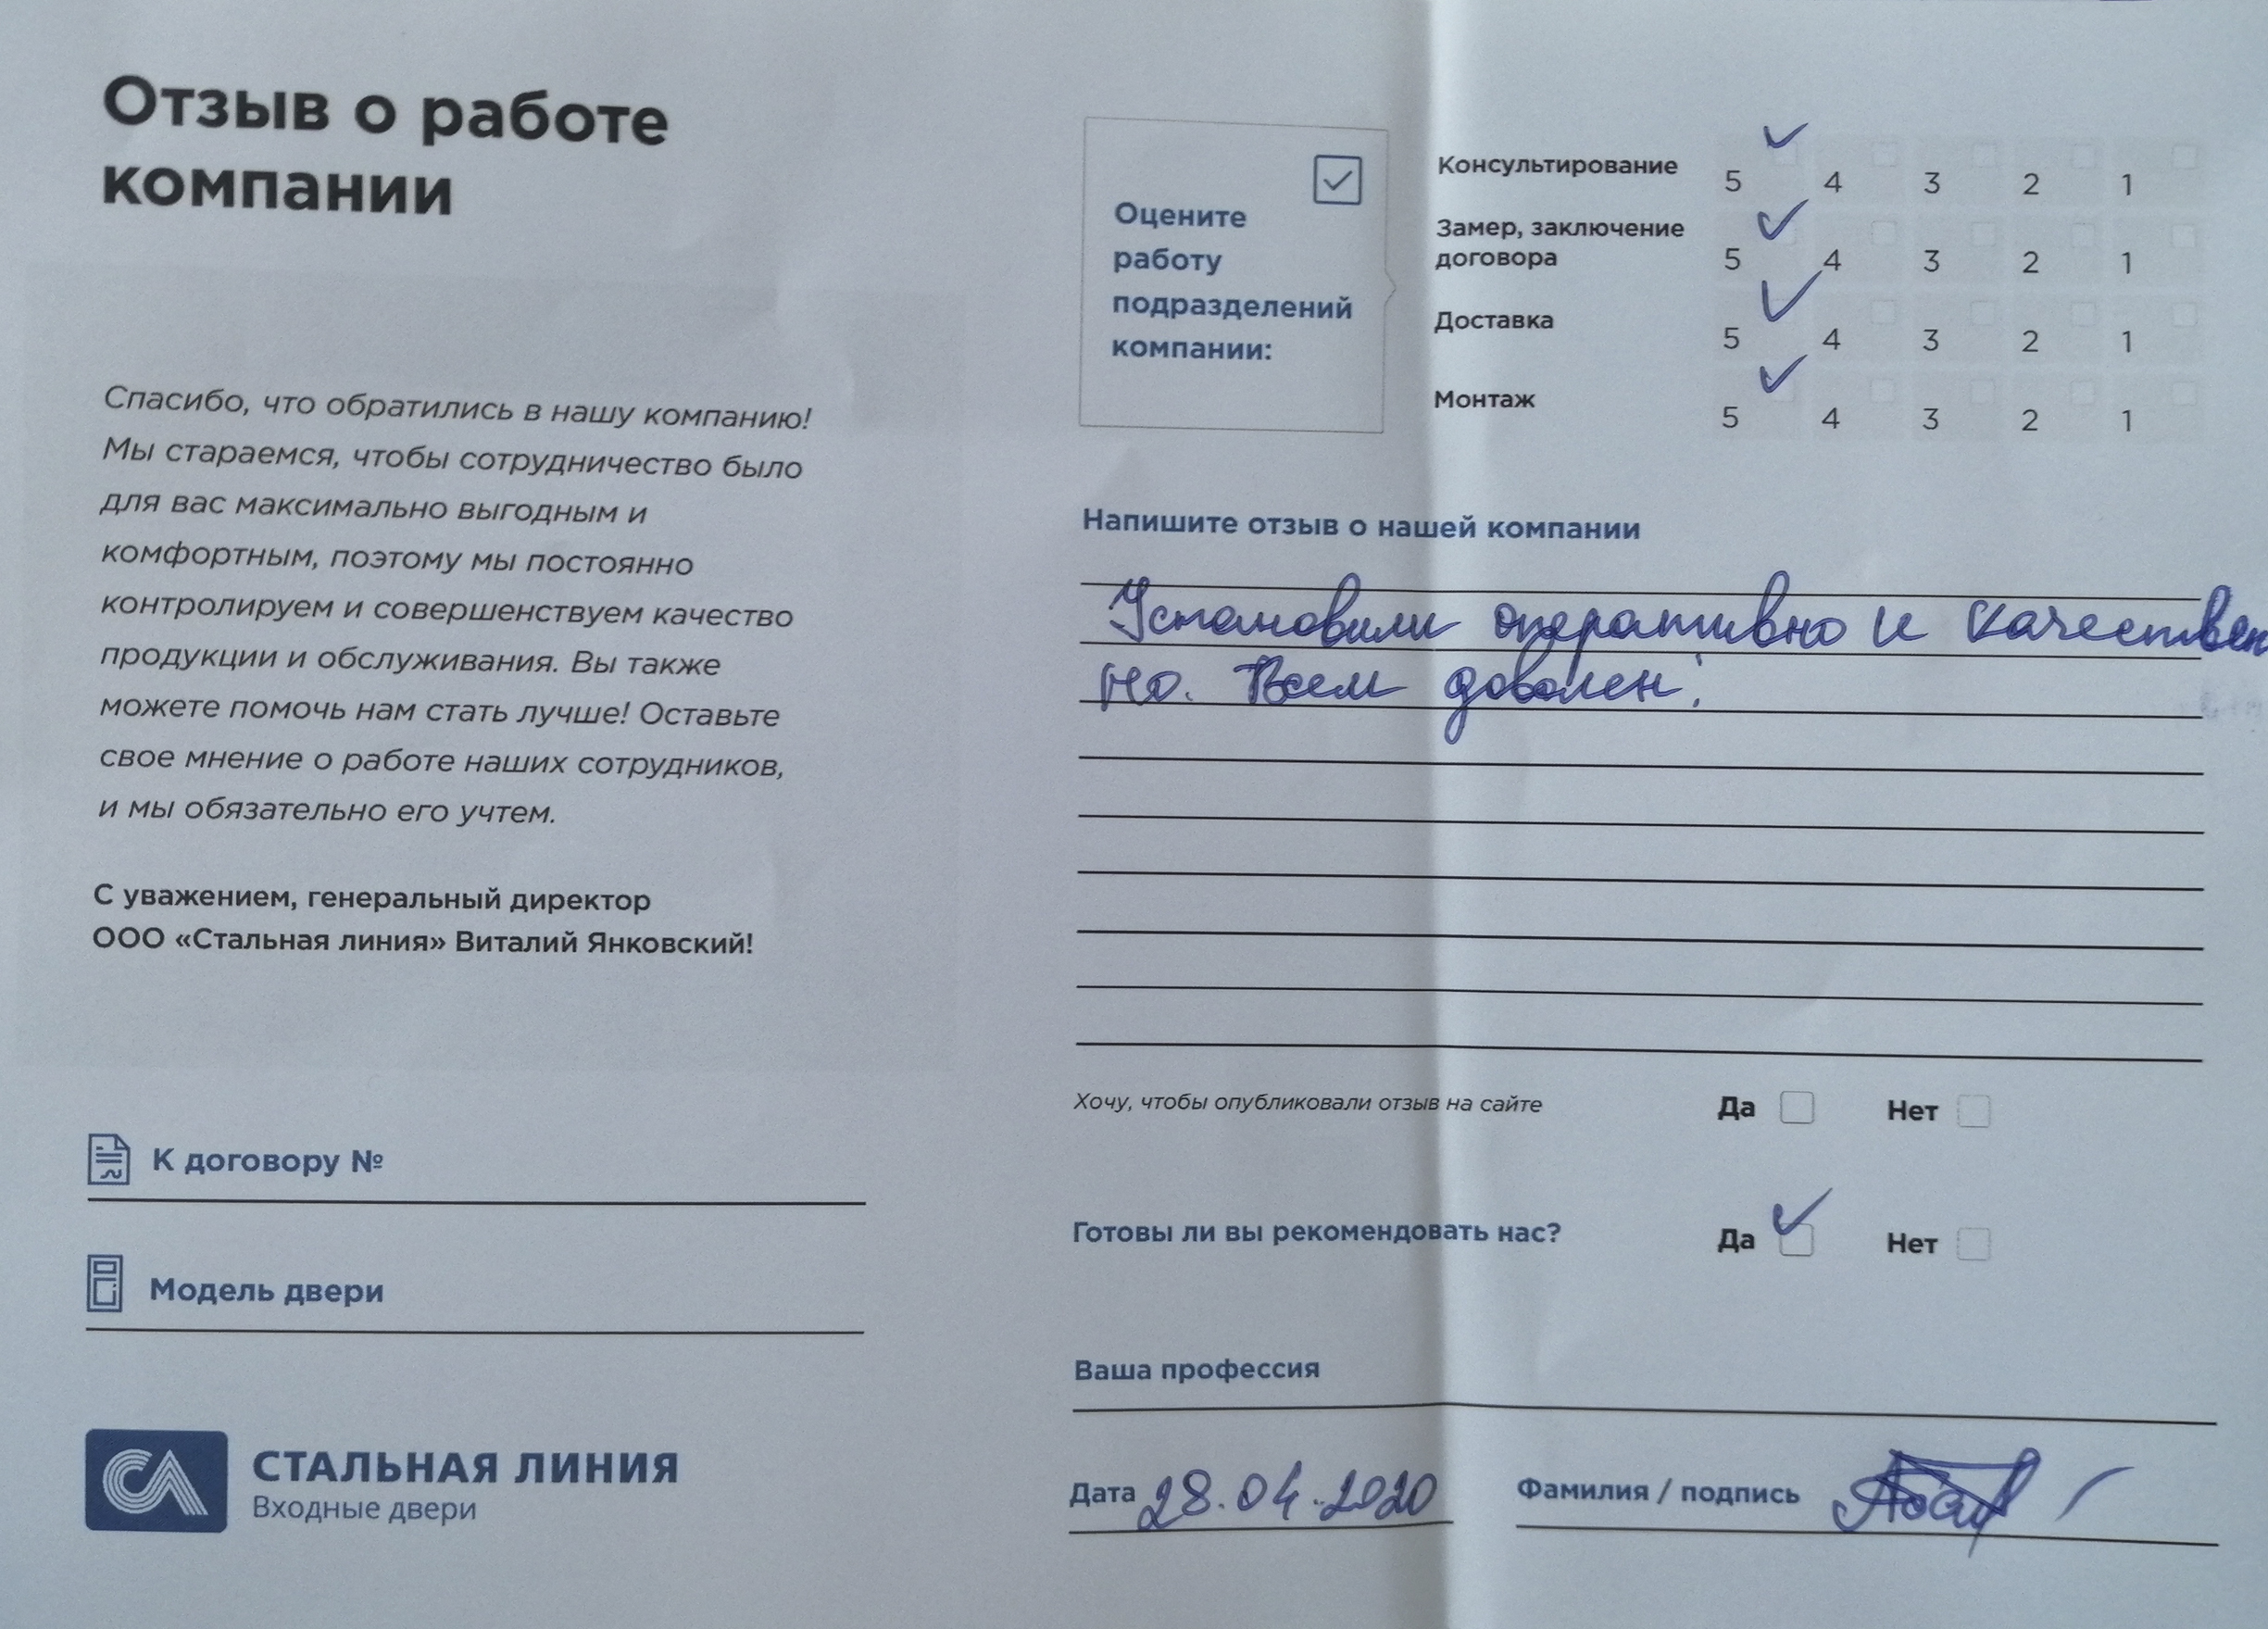 Отзыв о работе
компании
Спасибо, что обратились в нашу компанию!
Мы стараемся, чтобы сотрудничество было
для вас максимально выгодным и
комфортным, поэтому мы постоянно
контролируем и совершенствуем качество
продукции и обслуживания. Вы также
можете помочь нам стать лучше! Оставьте
свое мнение о работе наших сотрудников,
и мы обязательно его учтем.
С уважением, генеральный директор
ООО «Стальная линия» Виталий Янковский!
К договору №
Модель двери
СТАЛЬНАЯ ЛИНИЯ
Входные двери
Оцените
работу
подразделений
компании:
Консультирование
5 4 3 2 1
Замер, заключение
договора
5 4 3 2 1
Доставка
5 4 3 2 1
Монтаж
5 4 3 2 1
Напишите отзыв о нашей компании
Установили оперативно и качествен
но. Всем доволен!
Хочу, чтобы опубликовали отзыв на сайте Да Нет
Готовы ли вы рекомендовать нас? Да Нет
Ваша профессия
Дата 28.04.2020 Фамилия / подпись